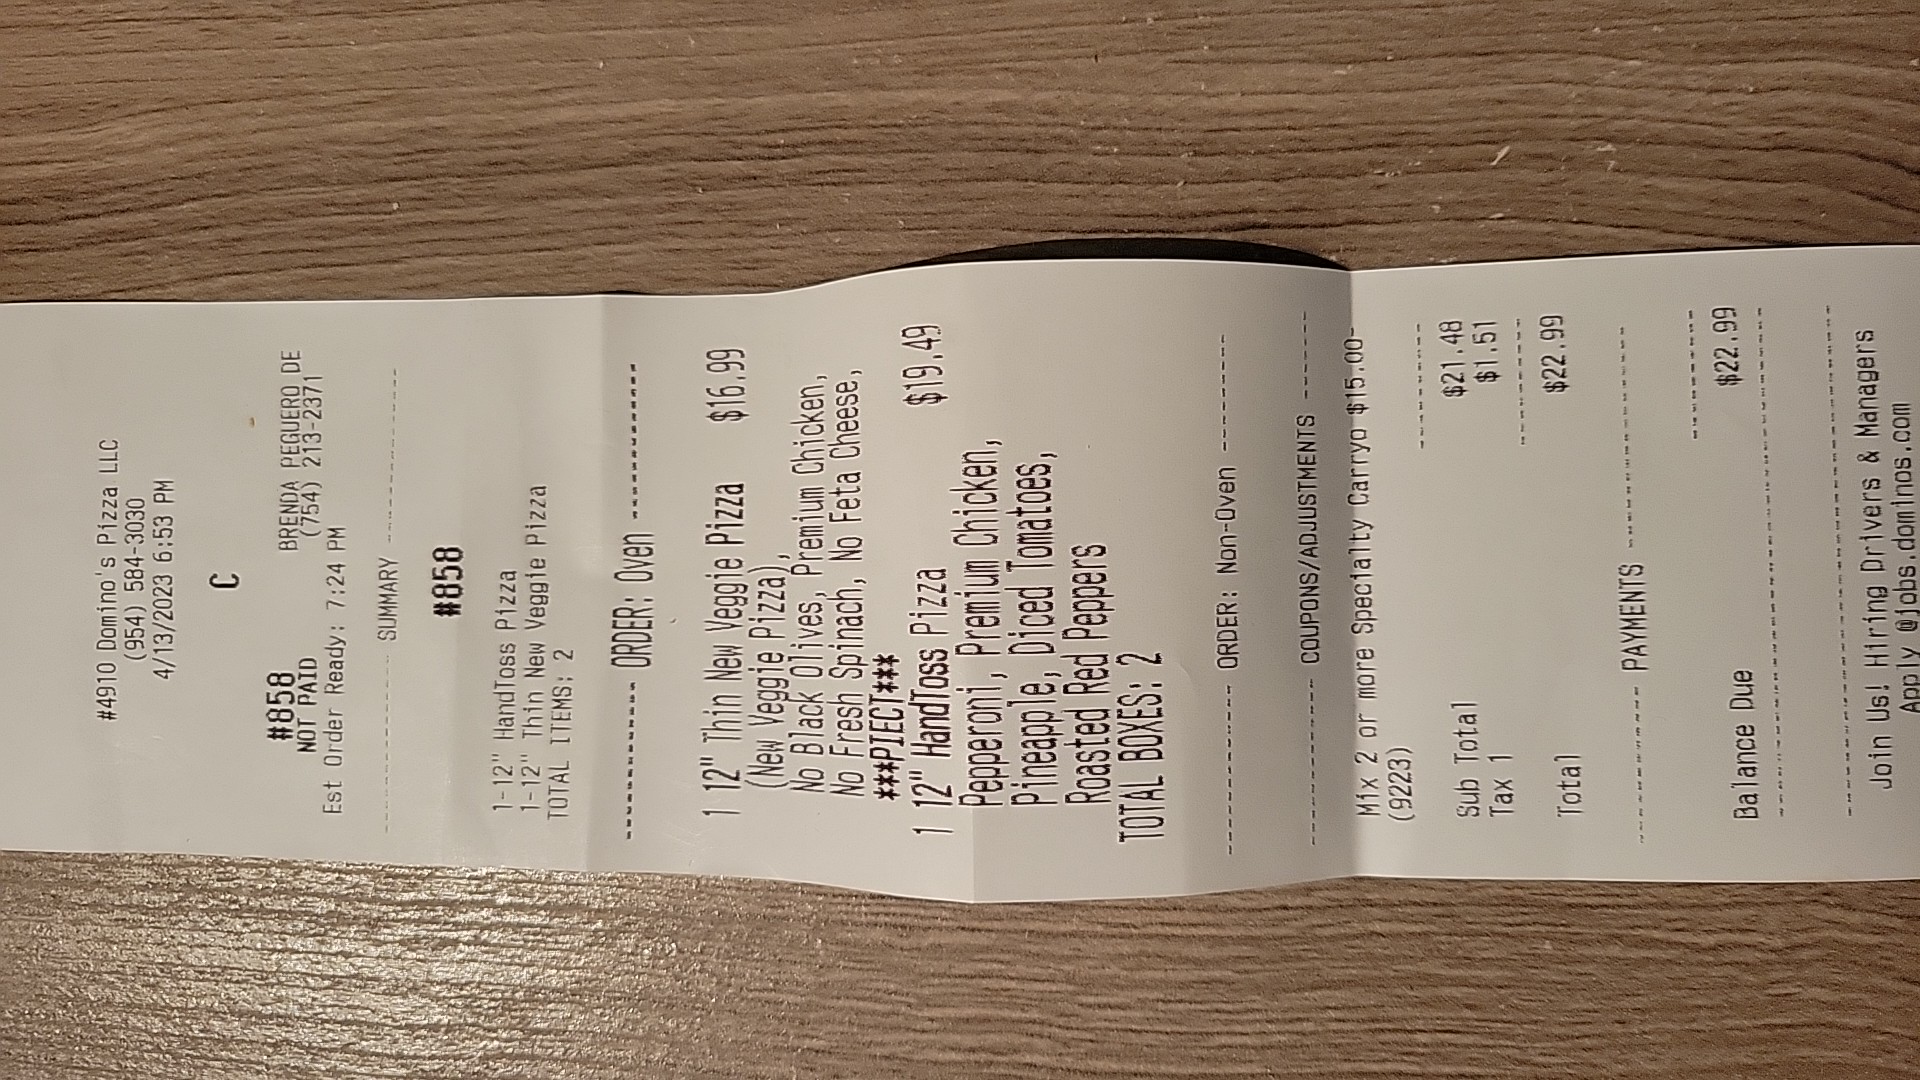 #4910 Domino's Pizza LLC
(954) 584-3030
4/13/2023 6:53 PM
C
#858 BRENDA PEGUERO DE
NOT PAID (754) 213-2371
Est Order Ready: 7:24 PM
---------- SUMMARY ----------
#858
1-12" HandToss Pizza
1-12" Thin New Veggie Pizza
TOTAL ITEMS: 2
---------- ORDER: Oven ----------
1 12" Thin New Veggie Pizza $16.99
(New Veggie Pizza),
No Black Olives, Premium Chicken,
No Fresh Spinach, No Feta Cheese,
***PIECT***
1 12" HandToss Pizza $19.49
Pepperoni, Premium Chicken,
Pineapple, Diced Tomatoes,
Roasted Red Peppers
TOTAL BOXES: 2
---------- ORDER: Non-Oven ----------
---------- COUPONS/ADJUSTMENTS ----------
Mix 2 or more Specialty Carryo $15.00-
(9223)
Sub Total $21.48
Tax 1 $1.51
Total $22.99
---------- PAYMENTS ----------
Balance Due $22.99
Join Us! Hiring Drivers & Managers
Apply @jobs.dominos.com